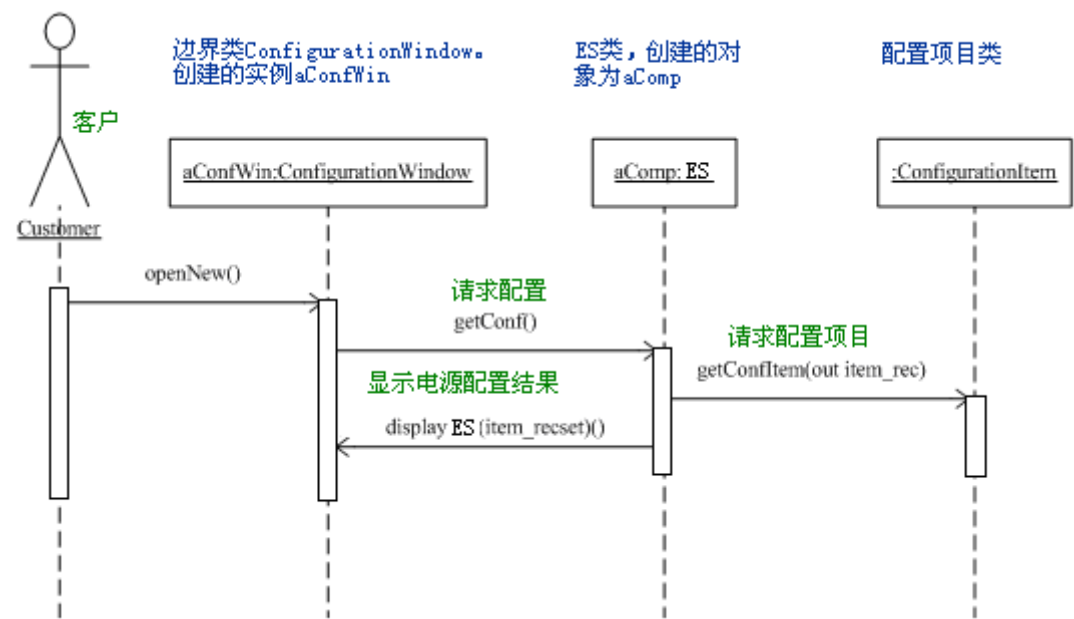 边界类ConfigurationWindow。
创建的实例aConfWin
ES类，创建的对
象为aComp
配置项目类
客户
aConfWin:ConfigurationWindow
aComp: ES
:ConfigurationItem
Customer
openNew()
请求配置
getConf()
请求配置项目
getConfItem(out item_rec)
显示电源配置结果
display ES (item_recset)()